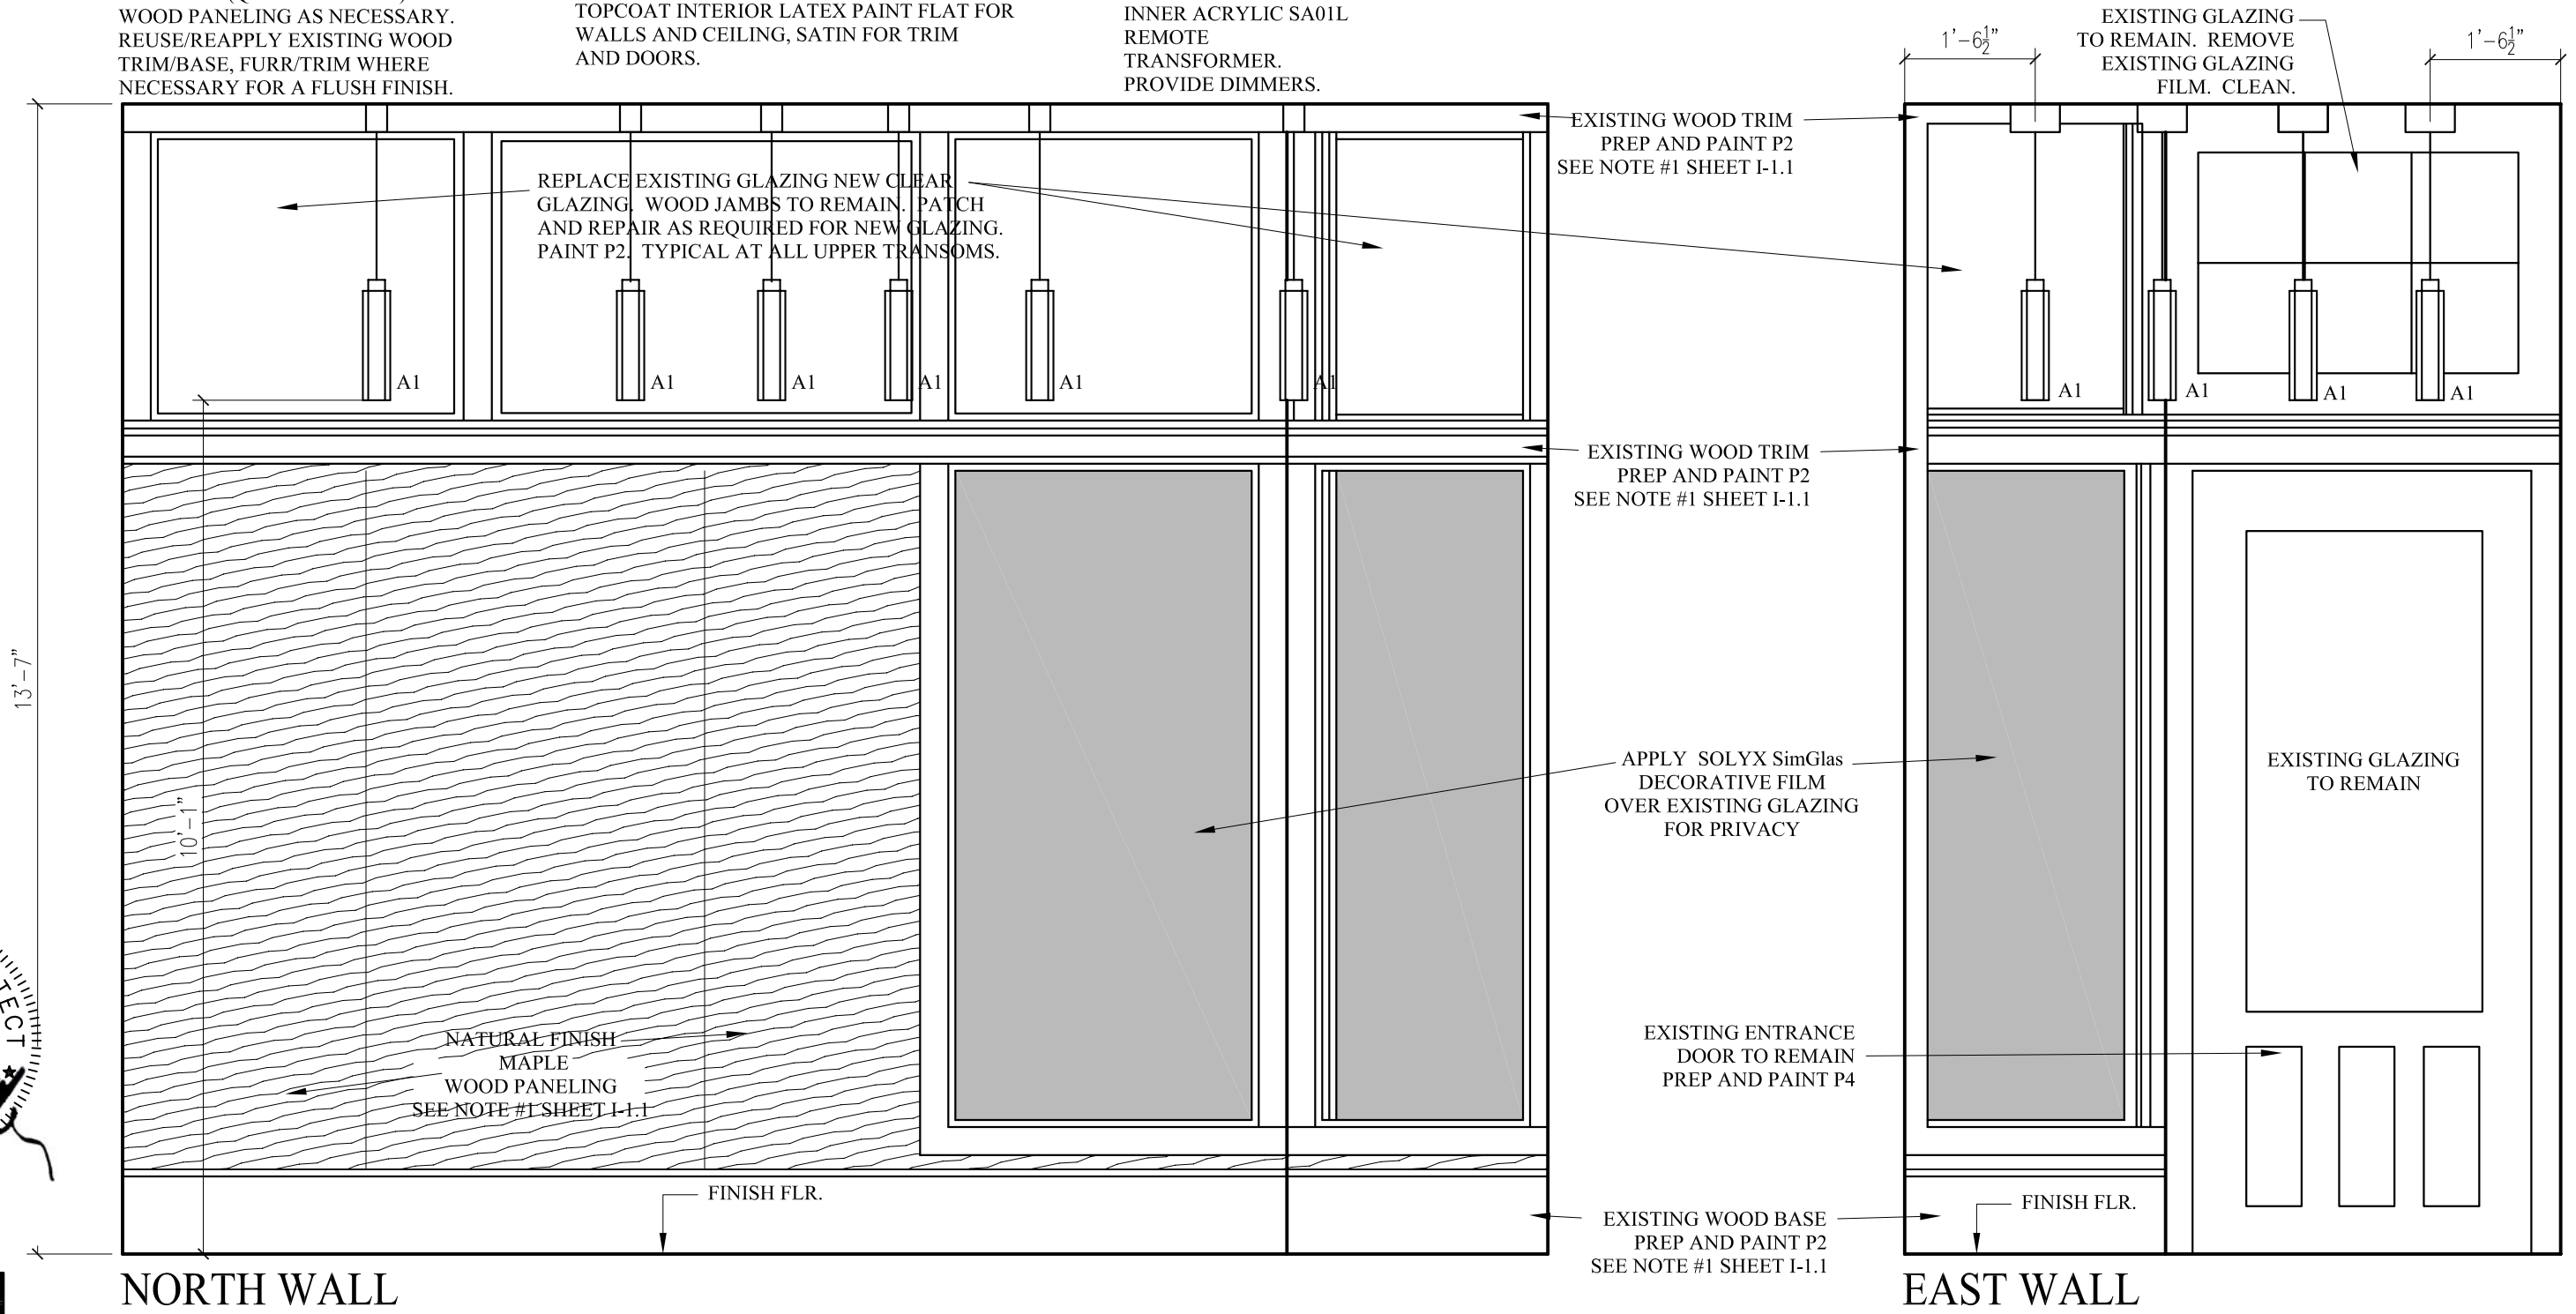 WOOD PANELING AS NECESSARY.
REUSE/REAPPLY EXISTING WOOD
TRIM/BASE, FURR/TRIM WHERE
NECESSARY FOR A FLUSH FINISH.
TOPCOAT INTERIOR LATEX PAINT FLAT FOR
WALLS AND CEILING, SATIN FOR TRIM
AND DOORS.
INNER ACRYLIC SA01L
REMOTE
TRANSFORMER.
PROVIDE DIMMERS.
EXISTING GLAZING
TO REMAIN. REMOVE
EXISTING GLAZING
FILM. CLEAN.
1'-6½"
1'-6½"
EXISTING WOOD TRIM
PREP AND PAINT P2
SEE NOTE #1 SHEET I-1.1
REPLACE EXISTING GLAZING NEW CLEAR
GLAZING. WOOD JAMBS TO REMAIN. PATCH
AND REPAIR AS REQUIRED FOR NEW GLAZING.
PAINT P2. TYPICAL AT ALL UPPER TRANSOMS.
A1
A1
A1
A1
A1
A1
A1
A1
A1
A1
EXISTING WOOD TRIM
PREP AND PAINT P2
SEE NOTE #1 SHEET I-1.1
13'-7"
10'-1"
APPLY SOLYX SimGlas
DECORATIVE FILM
OVER EXISTING GLAZING
FOR PRIVACY
EXISTING GLAZING
TO REMAIN
NATURAL FINISH
MAPLE
WOOD PANELING
SEE NOTE #1 SHEET I-1.1
EXISTING ENTRANCE
DOOR TO REMAIN
PREP AND PAINT P4
TECT
FINISH FLR.
FINISH FLR.
EXISTING WOOD BASE
PREP AND PAINT P2
SEE NOTE #1 SHEET I-1.1
NORTH WALL
EAST WALL